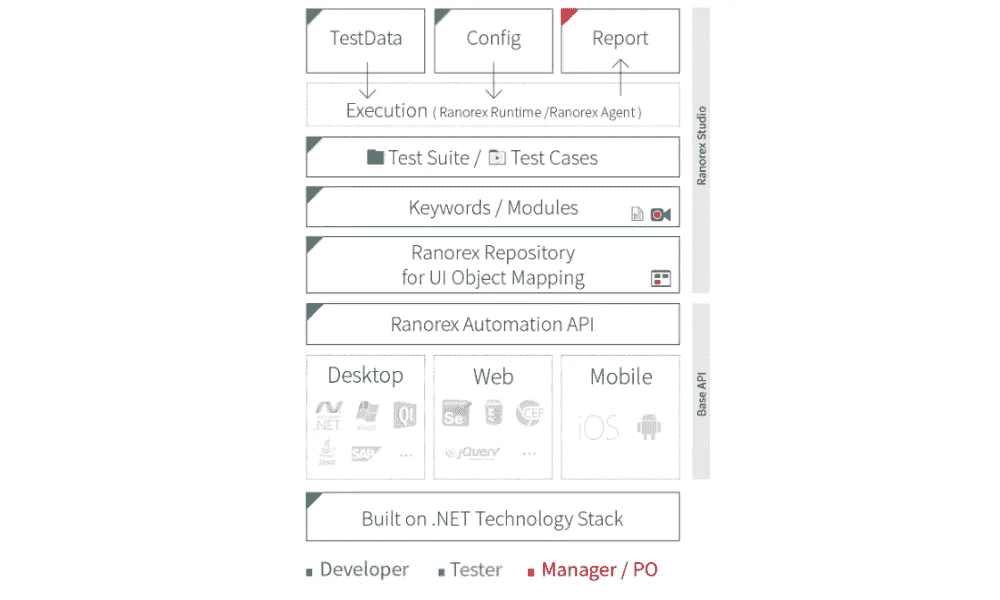 TestData
Config
Report
Execution ( Ranorex Runtime /Ranorex Agent )
Test Suite / Test Cases
Keywords / Modules
Ranorex Repository
for UI Object Mapping
Ranorex Automation API
Desktop
.NET
Qt
Java
SAP
...
Web
Se
5
CEF
jQuery
...
Mobile
iOS
Built on .NET Technology Stack
Developer
Tester
Manager / PO
Ranorex Studio
Base API